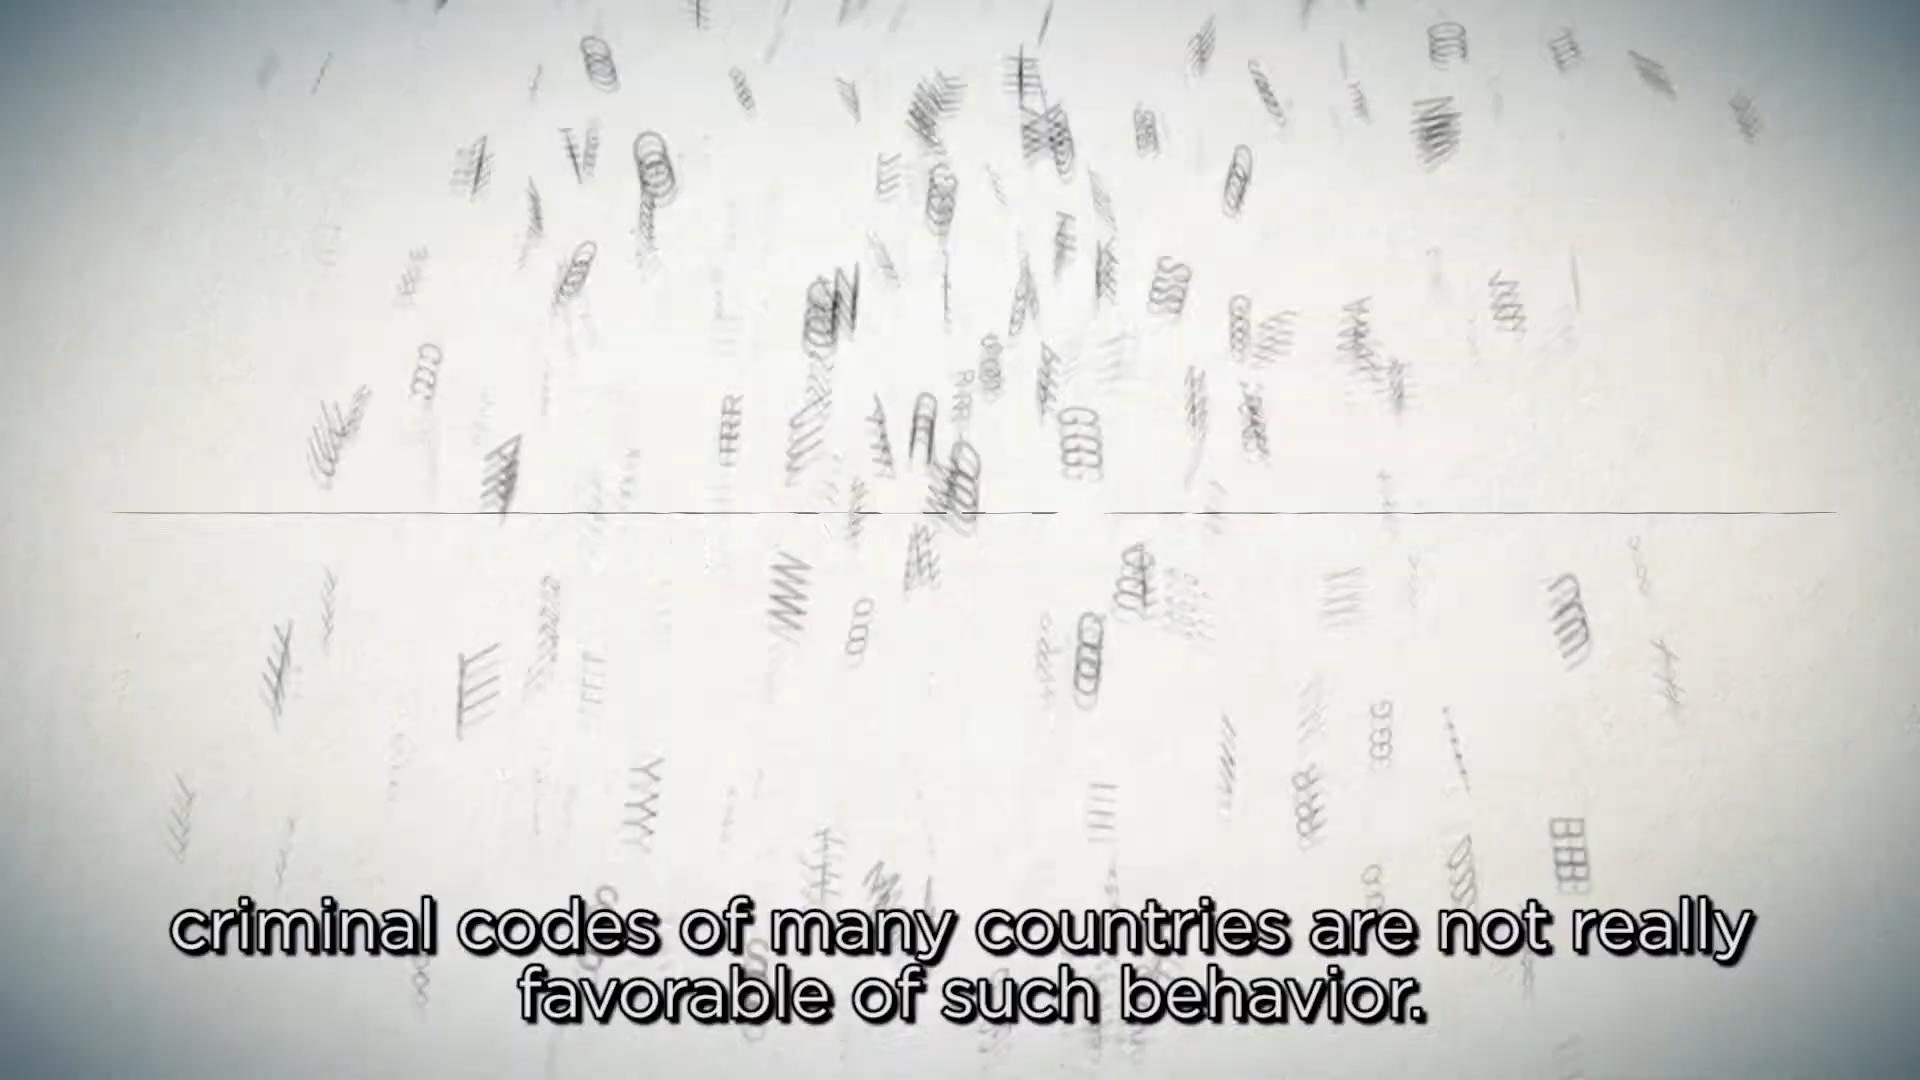 criminal codes of many countries are not really
favorable of such behavior.